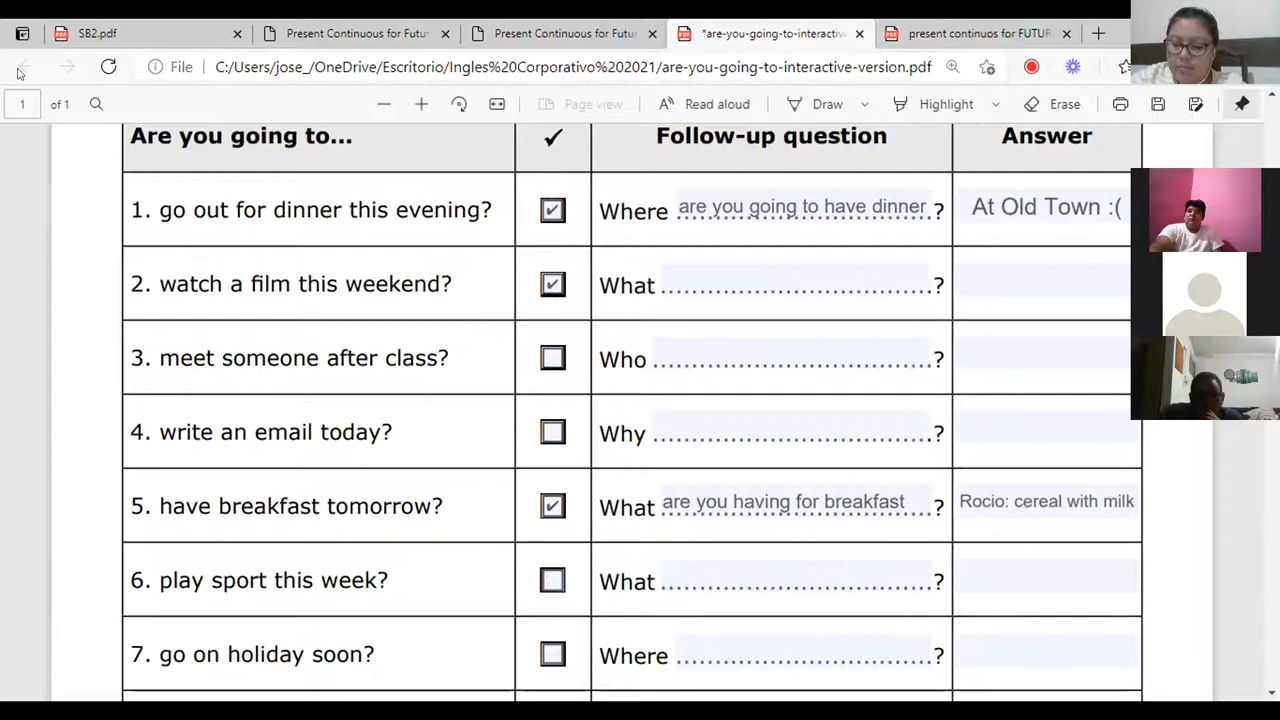 SB2.pdf
Present Continuous for Futur
Present Continuous for Futur
*are-you-going-to-interactive
present continuos for FUTUR
File
C:/Users/jose_/OneDrive/Escritorio/Ingles%20Corporativo%202021/are-you-going-to-interactive-version.pdf
1 of 1
Page view
Read aloud
Draw
Highlight
Erase
Are you going to... ✓ Follow-up question Answer
1. go out for dinner this evening? ✓ Where are you going to have dinner ? At Old Town :(
2. watch a film this weekend? ✓ What ........................................ ?
3. meet someone after class? Who ........................................ ?
4. write an email today? Why ........................................ ?
5. have breakfast tomorrow? ✓ What are you having for breakfast ? Rocio: cereal with milk
6. play sport this week? What ........................................ ?
7. go on holiday soon? Where ..................................... ?